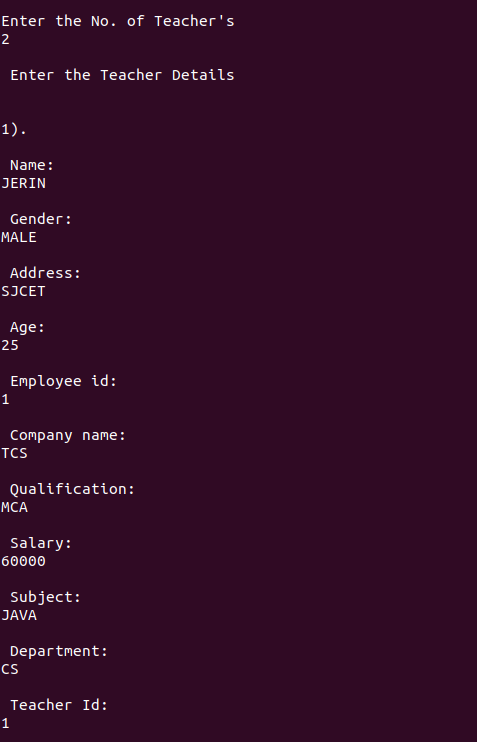 Enter the No. of Teacher's
2
Enter the Teacher Details
1).
Name:
JERIN
Gender:
MALE
Address:
SJCET
Age:
25
Employee id:
1
Company name:
TCS
Qualification:
MCA
Salary:
60000
Subject:
JAVA
Department:
CS
Teacher Id:
1